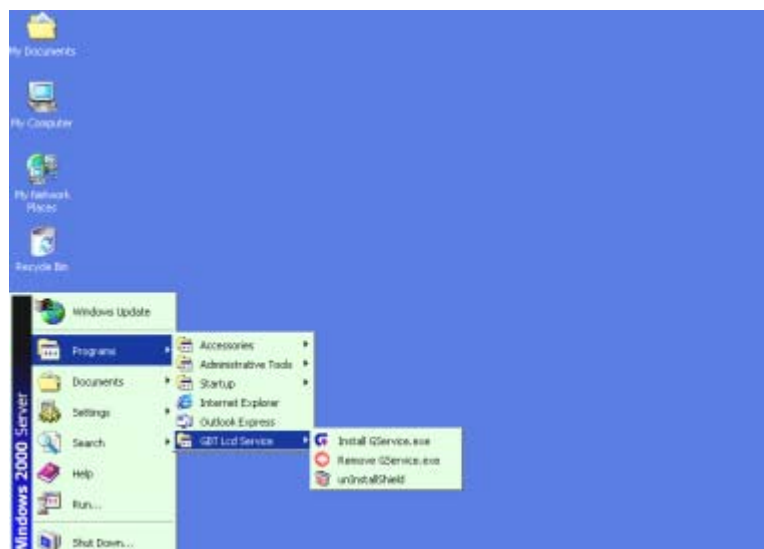 My Documents
My Computer
My Network
Places
Recycle Bin
Windows 2000 Server
Windows Update
Programs
Documents
Settings
Search
Help
Run...
Shut Down...
Accessories
Administrative Tools
Startup
Internet Explorer
Outlook Express
GBT Lcd Service
Install GService.exe
Remove GService.exe
unInstallShield